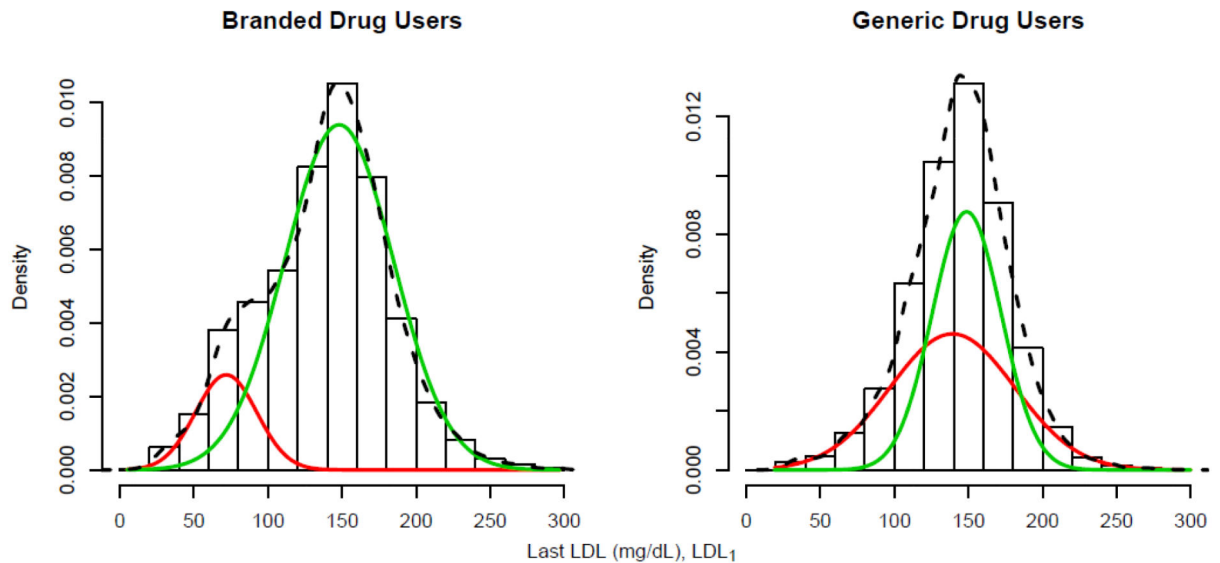 Branded Drug Users
Generic Drug Users
Density
0.000 0.002 0.004 0.006 0.008 0.010
0 50 100 150 200 250 300
Density
0.000 0.004 0.008 0.012
0 50 100 150 200 250 300
Last LDL (mg/dL), LDL₁